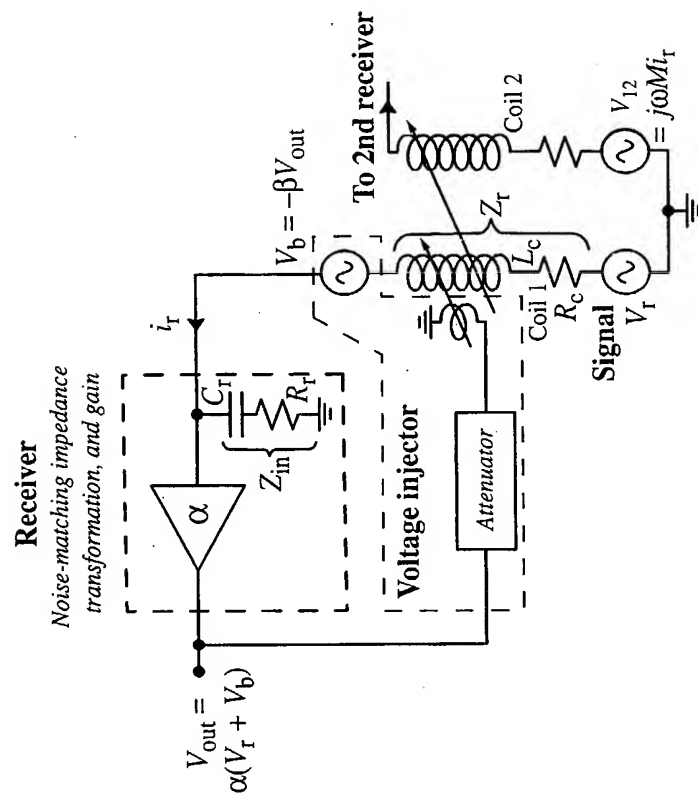 Receiver
Noise-matching impedance
transformation, and gain
V_out =
α(V_r + V_b)
α
C_r
R_r
Z_in
i_r
V_b = −βV_out
Voltage injector
Attenuator
To 2nd receiver
Z_r
L_c
Coil 1
R_c
Signal
V_r
Coil 2
V_12
= jωMi_r